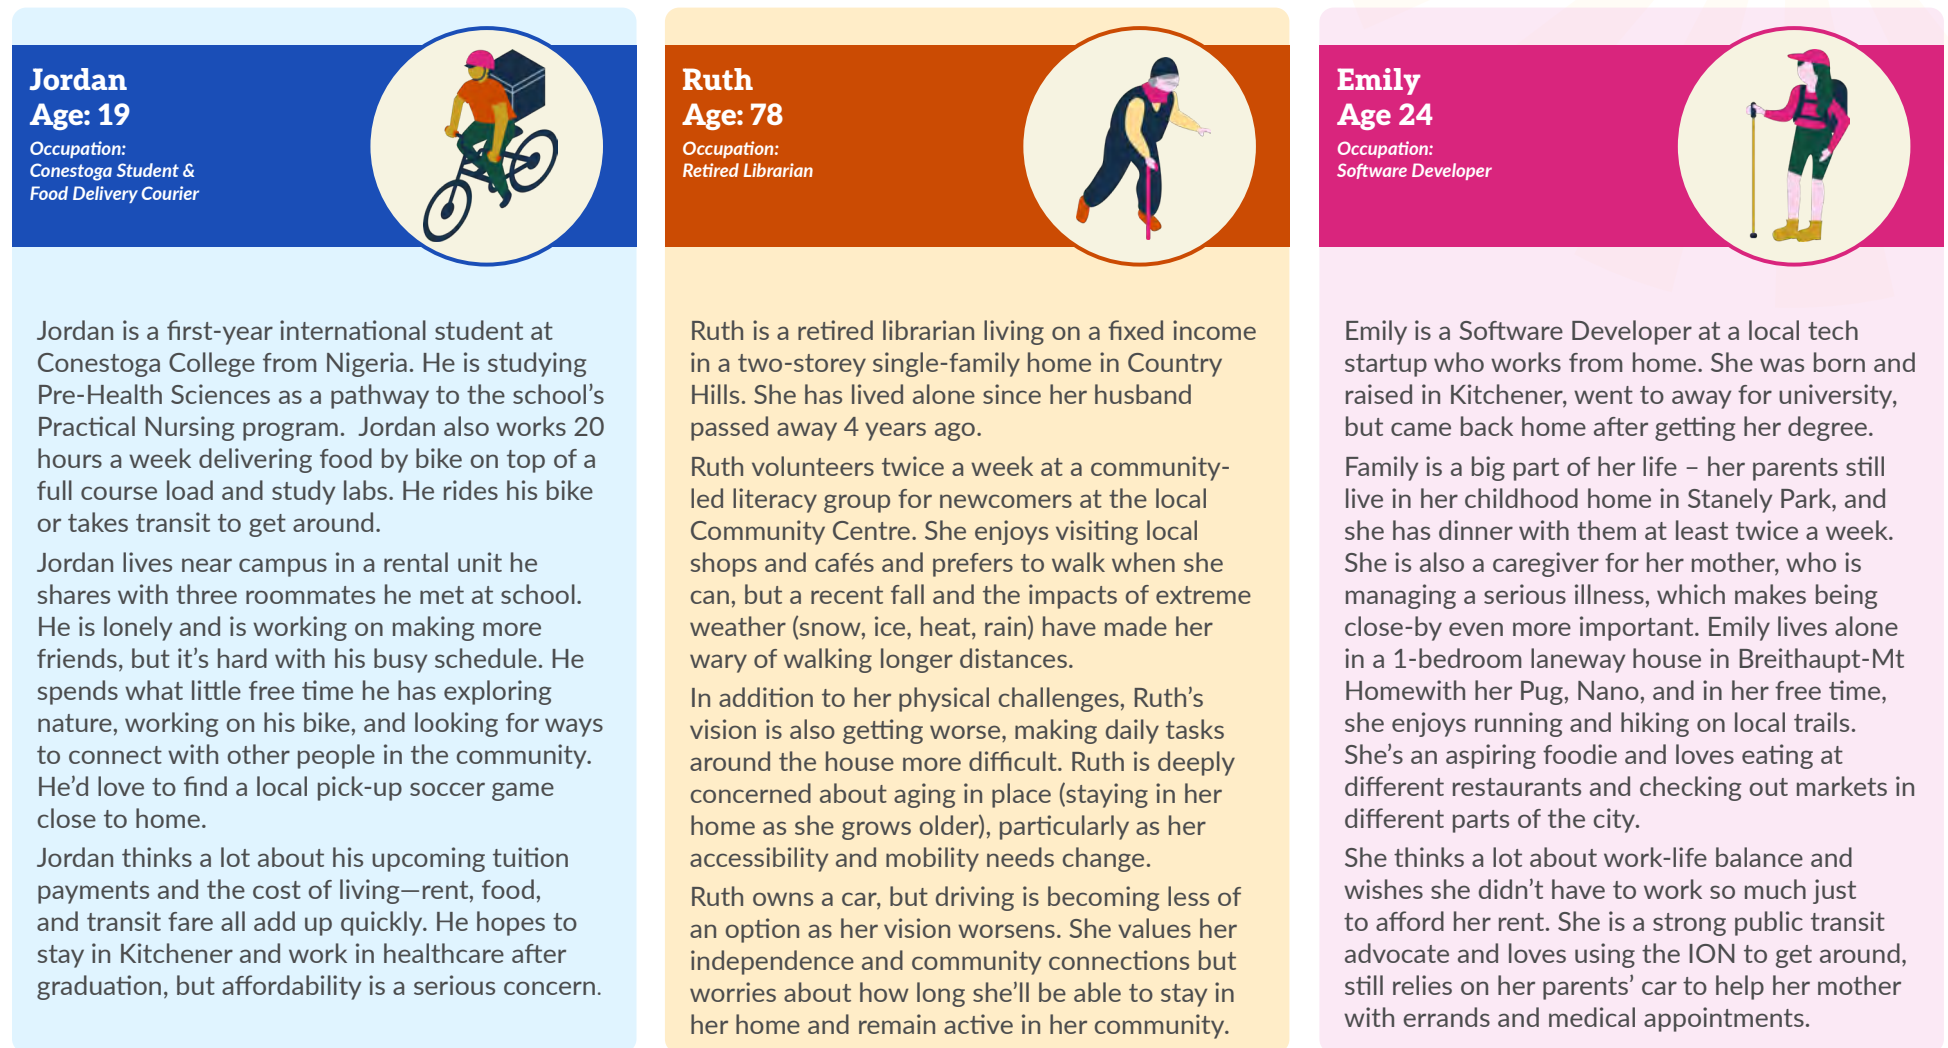 Jordan
Age: 19
Occupation:
Conestoga Student &
Food Delivery Courier
Jordan is a first-year international student at
Conestoga College from Nigeria. He is studying
Pre-Health Sciences as a pathway to the school's
Practical Nursing program.  Jordan also works 20
hours a week delivering food by bike on top of a
full course load and study labs. He rides his bike
or takes transit to get around.
Jordan lives near campus in a rental unit he
shares with three roommates he met at school.
He is lonely and is working on making more
friends, but it's hard with his busy schedule. He
spends what little free time he has exploring
nature, working on his bike, and looking for ways
to connect with other people in the community.
He'd love to find a local pick-up soccer game
close to home.
Jordan thinks a lot about his upcoming tuition
payments and the cost of living—rent, food,
and transit fare all add up quickly. He hopes to
stay in Kitchener and work in healthcare after
graduation, but affordability is a serious concern.
Ruth
Age: 78
Occupation:
Retired Librarian
Ruth is a retired librarian living on a fixed income
in a two-storey single-family home in Country
Hills. She has lived alone since her husband
passed away 4 years ago.
Ruth volunteers twice a week at a community-
led literacy group for newcomers at the local
Community Centre. She enjoys visiting local
shops and cafés and prefers to walk when she
can, but a recent fall and the impacts of extreme
weather (snow, ice, heat, rain) have made her
wary of walking longer distances.
In addition to her physical challenges, Ruth's
vision is also getting worse, making daily tasks
around the house more difficult. Ruth is deeply
concerned about aging in place (staying in her
home as she grows older), particularly as her
accessibility and mobility needs change.
Ruth owns a car, but driving is becoming less of
an option as her vision worsens. She values her
independence and community connections but
worries about how long she'll be able to stay in
her home and remain active in her community.
Emily
Age 24
Occupation:
Software Developer
Emily is a Software Developer at a local tech
startup who works from home. She was born and
raised in Kitchener, went to away for university,
but came back home after getting her degree.
Family is a big part of her life – her parents still
live in her childhood home in Stanely Park, and
she has dinner with them at least twice a week.
She is also a caregiver for her mother, who is
managing a serious illness, which makes being
close-by even more important. Emily lives alone
in a 1-bedroom laneway house in Breithaupt-Mt
Homewith her Pug, Nano, and in her free time,
she enjoys running and hiking on local trails.
She's an aspiring foodie and loves eating at
different restaurants and checking out markets in
different parts of the city.
She thinks a lot about work-life balance and
wishes she didn't have to work so much just
to afford her rent. She is a strong public transit
advocate and loves using the ION to get around,
still relies on her parents' car to help her mother
with errands and medical appointments.